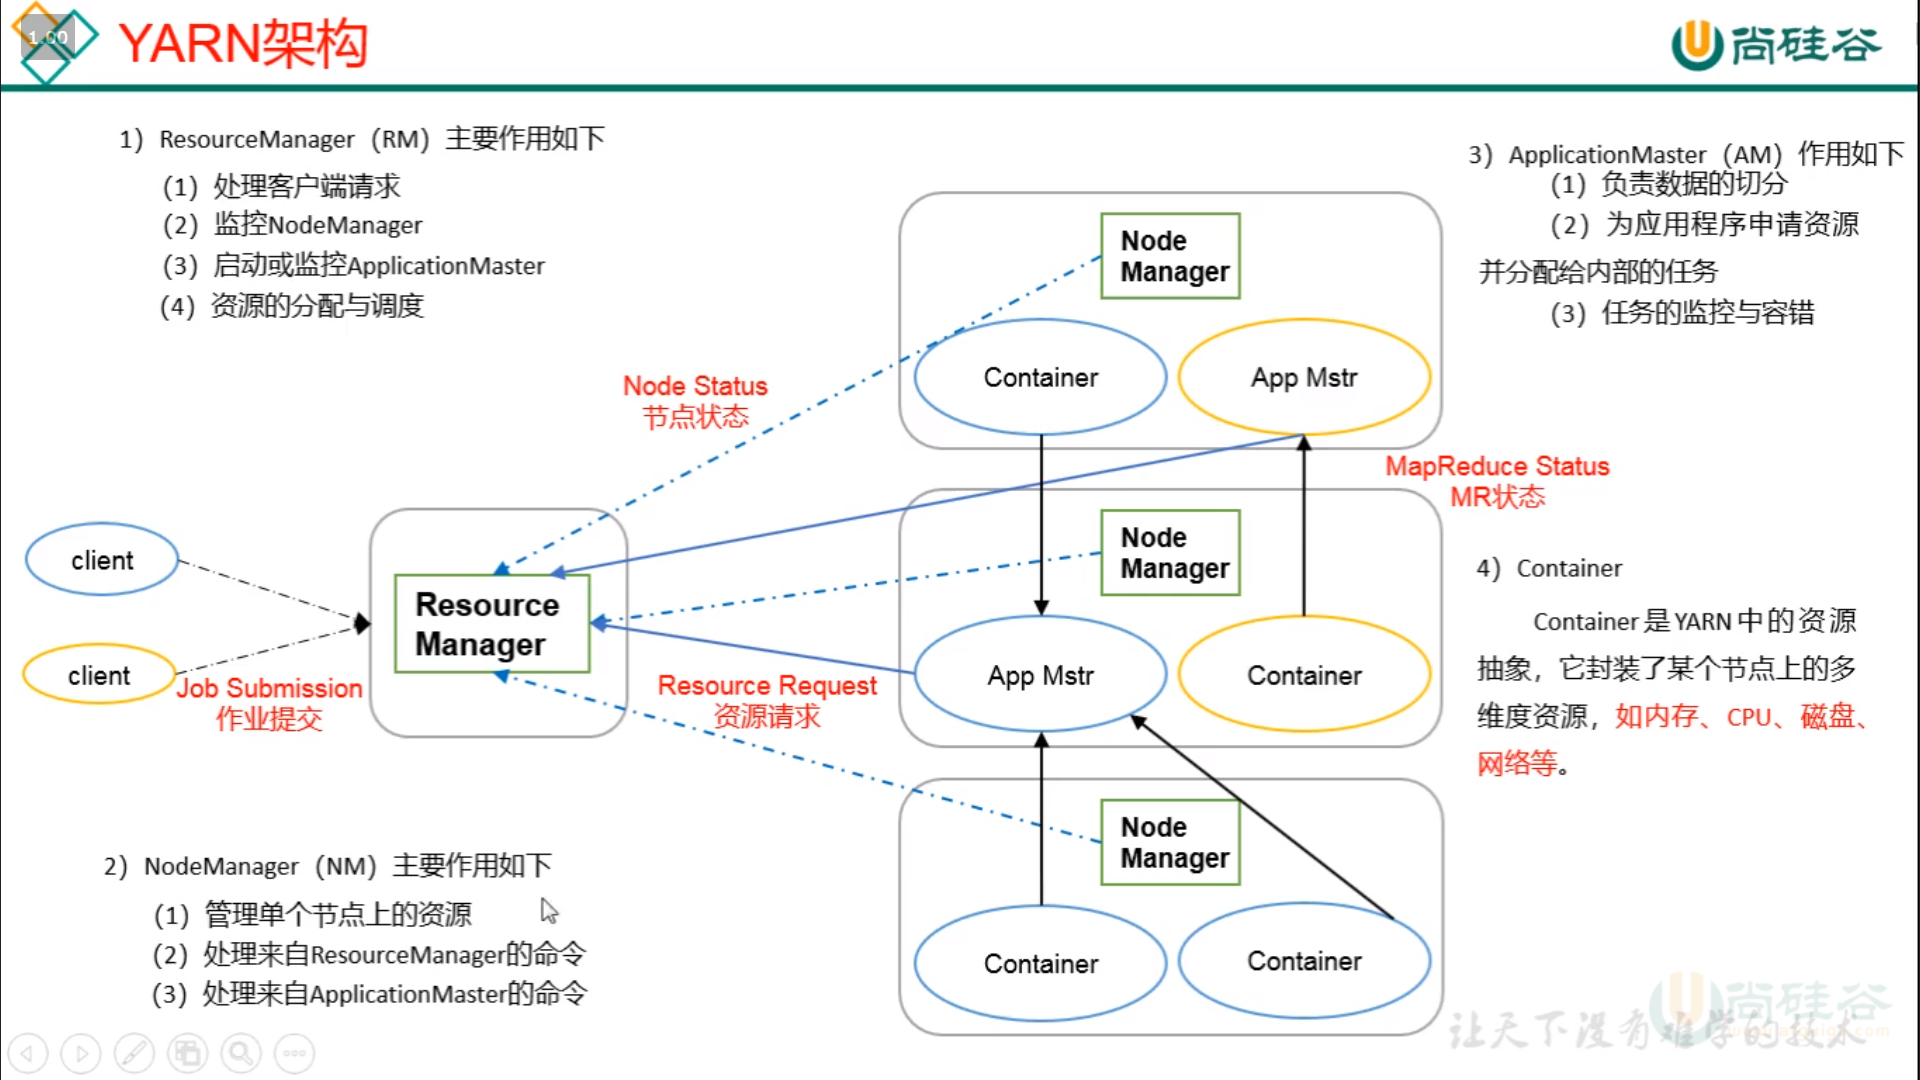 1.00
YARN架构
尚硅谷
1）ResourceManager（RM）主要作用如下
（1）处理客户端请求
（2）监控NodeManager
（3）启动或监控ApplicationMaster
（4）资源的分配与调度
3）ApplicationMaster（AM）作用如下
（1）负责数据的切分
（2）为应用程序申请资源
并分配给内部的任务
（3）任务的监控与容错
Node
Manager
Container
App Mstr
Node Status
节点状态
MapReduce Status
MR状态
client
client
Job Submission
作业提交
Resource
Manager
Resource Request
资源请求
Node
Manager
App Mstr
Container
4）Container
Container是YARN中的资源
抽象，它封装了某个节点上的多
维度资源，如内存、CPU、磁盘、
网络等。
2）NodeManager（NM）主要作用如下
（1）管理单个节点上的资源
（2）处理来自ResourceManager的命令
（3）处理来自ApplicationMaster的命令
Node
Manager
Container
Container
尚硅谷
让天下没有难学的技术